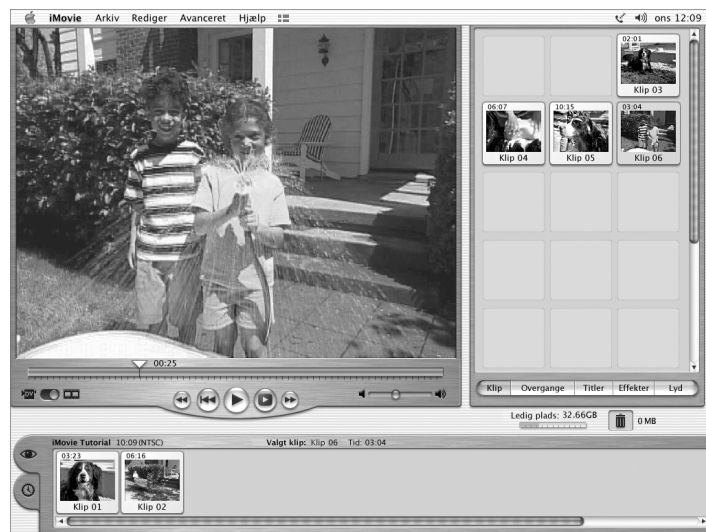 iMovie Arkiv Rediger Avanceret Hjælp ons 12:09
02:01
Klip 03
06:07 10:15 03:04
Klip 04 Klip 05 Klip 06
00:25
DV
Klip Overgange Titler Effekter Lyd
Ledig plads: 32.66GB 0 MB
iMovie Tutorial 10:09 (NTSC) Valgt klip: Klip 06 Tid: 03:04
03:23 06:16
Klip 01 Klip 02